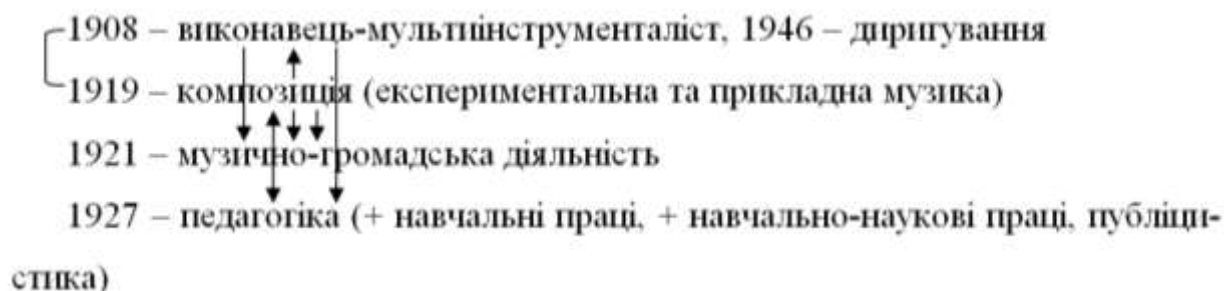 1908 – виконавець-мультиінструменталіст, 1946 – диригування
1919 – композиція (експериментальна та прикладна музика)
1921 – музично-громадська діяльність
1927 – педагогіка (+ навчальні праці, + навчально-наукові праці, публіци-
стика)